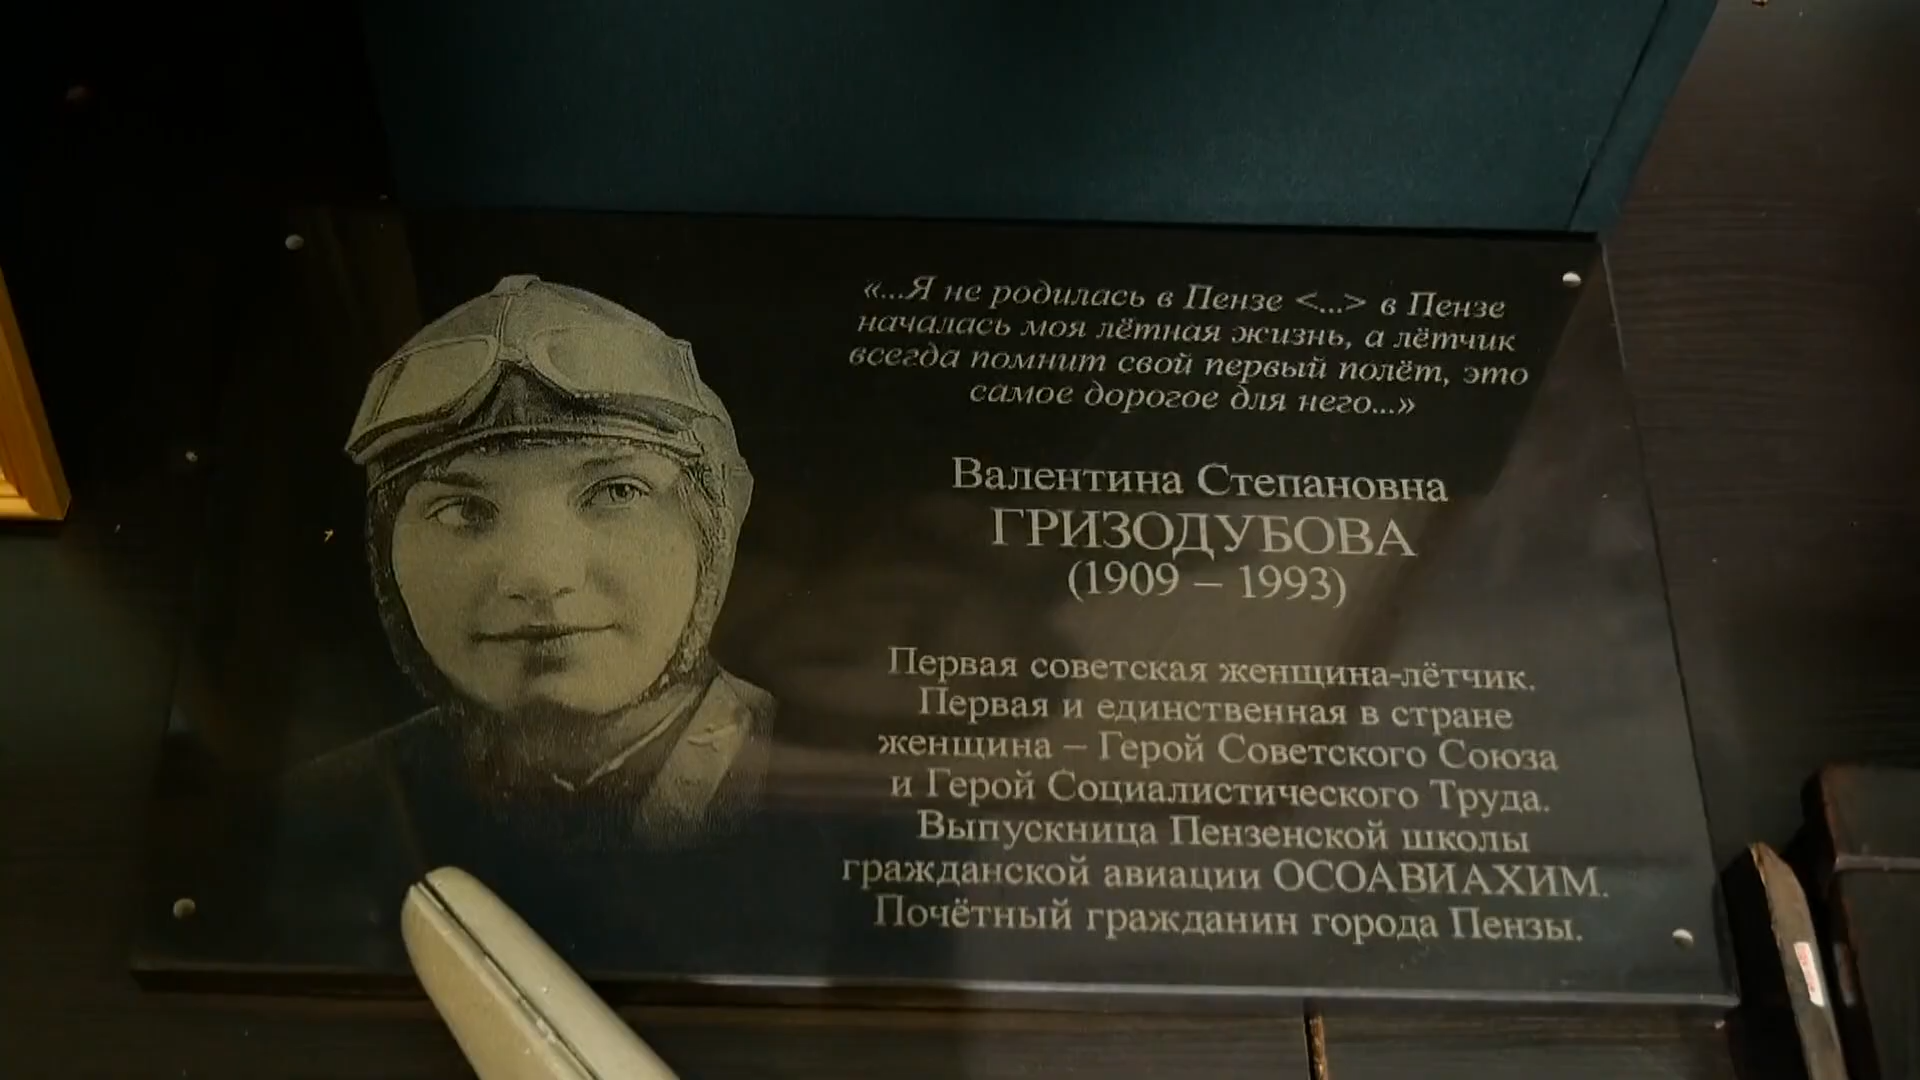 «...Я не родилась в Пензе <...> в Пензе
началась моя лётная жизнь, а лётчик
всегда помнит свой первый полёт, это
самое дорогое для него...»
Валентина Степановна
ГРИЗОДУБОВА
(1909 – 1993)
Первая советская женщина-лётчик.
Первая и единственная в стране
женщина – Герой Советского Союза
и Герой Социалистического Труда.
Выпускница Пензенской школы
гражданской авиации ОСОАВИАХИМ.
Почётный гражданин города Пензы.